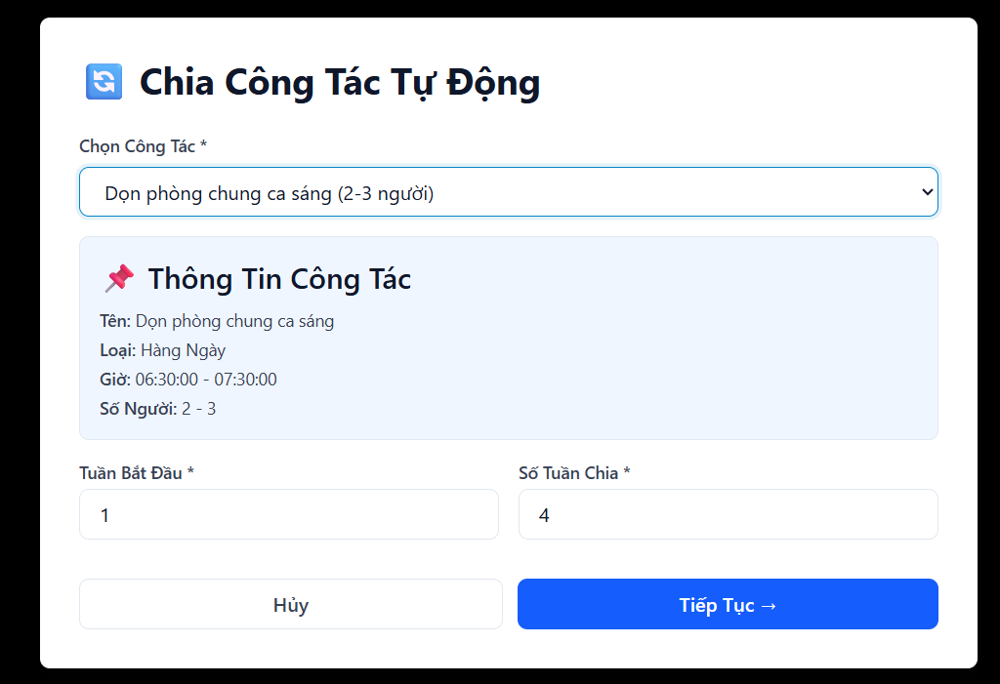 Chia Công Tác Tự Động
Chọn Công Tác *
Dọn phòng chung ca sáng (2-3 người)
Thông Tin Công Tác
Tên: Dọn phòng chung ca sáng
Loại: Hàng Ngày
Giờ: 06:30:00 - 07:30:00
Số Người: 2 - 3
Tuần Bắt Đầu *
Số Tuần Chia *
1
4
Hủy
Tiếp Tục →